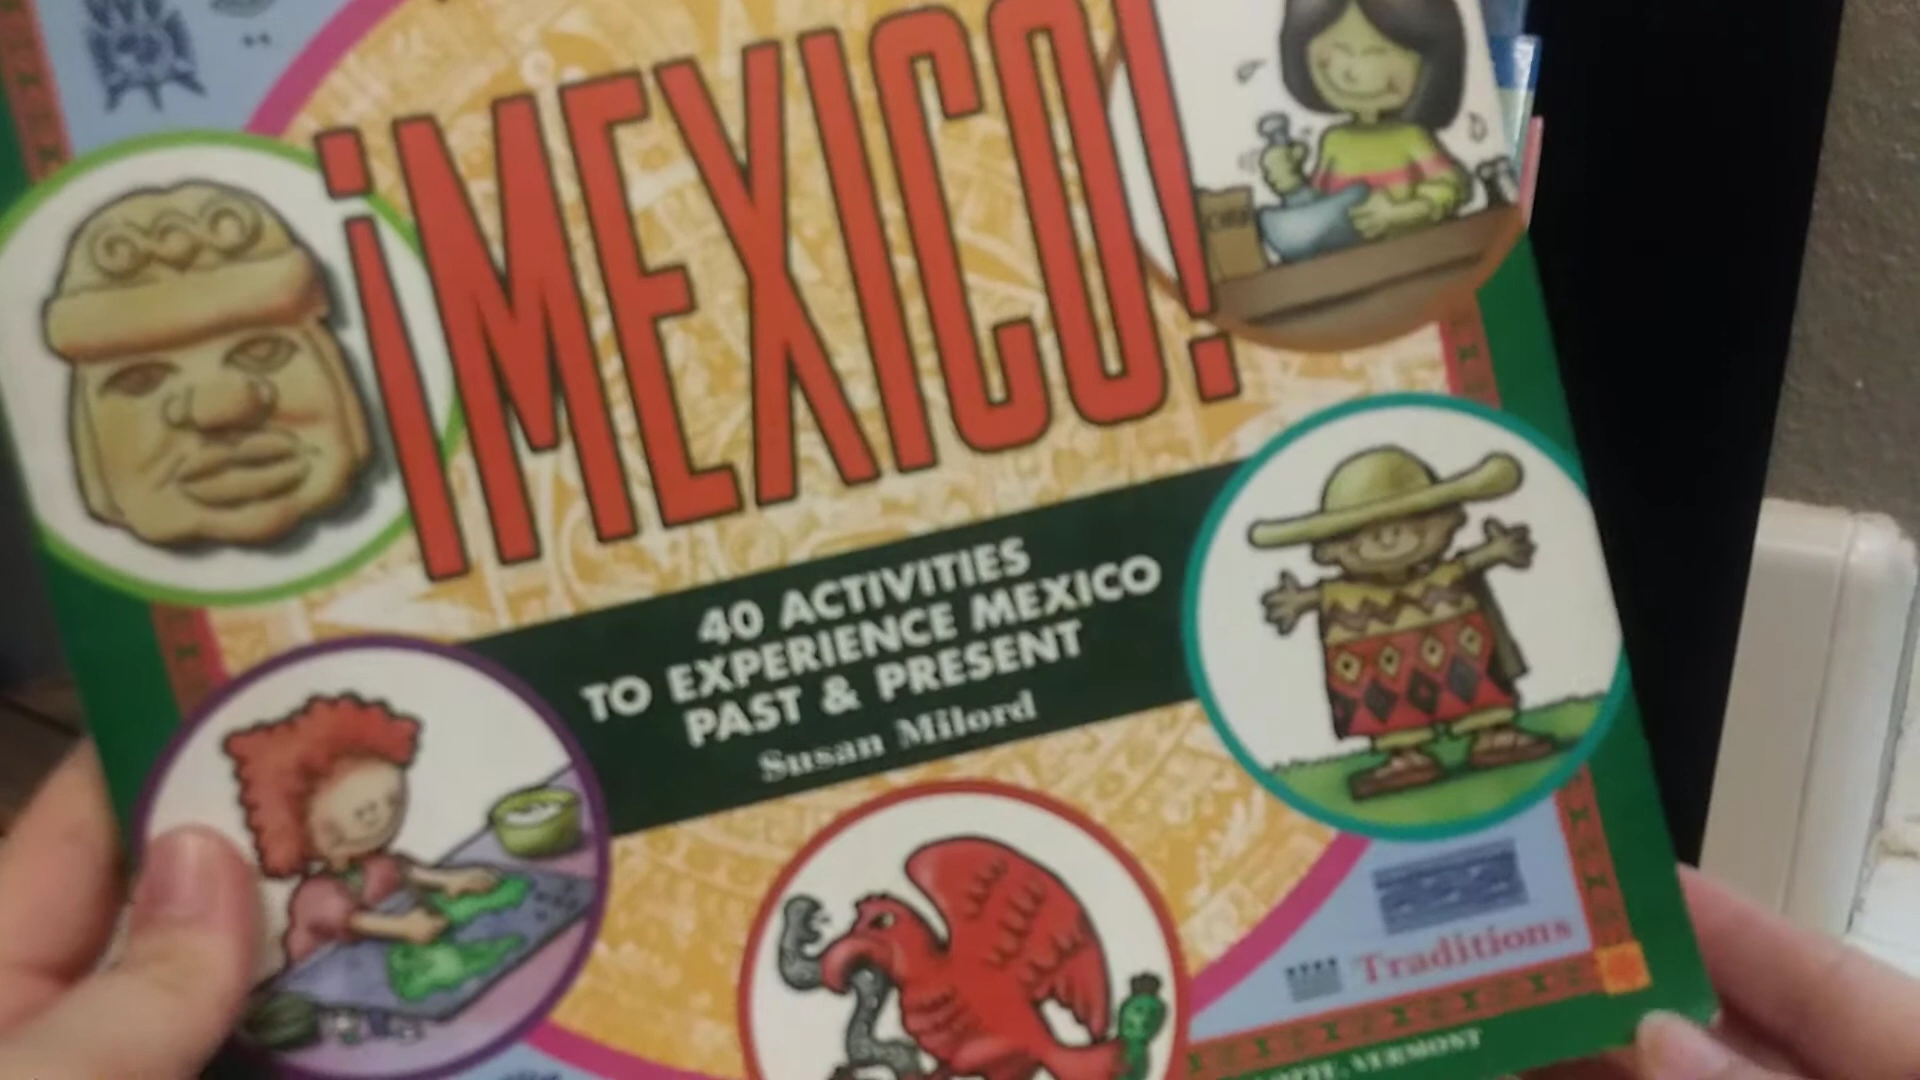 ¡MEXICO!
40 ACTIVITIES
TO EXPERIENCE MEXICO
PAST & PRESENT
Susan Milord
Traditions
VERMONT